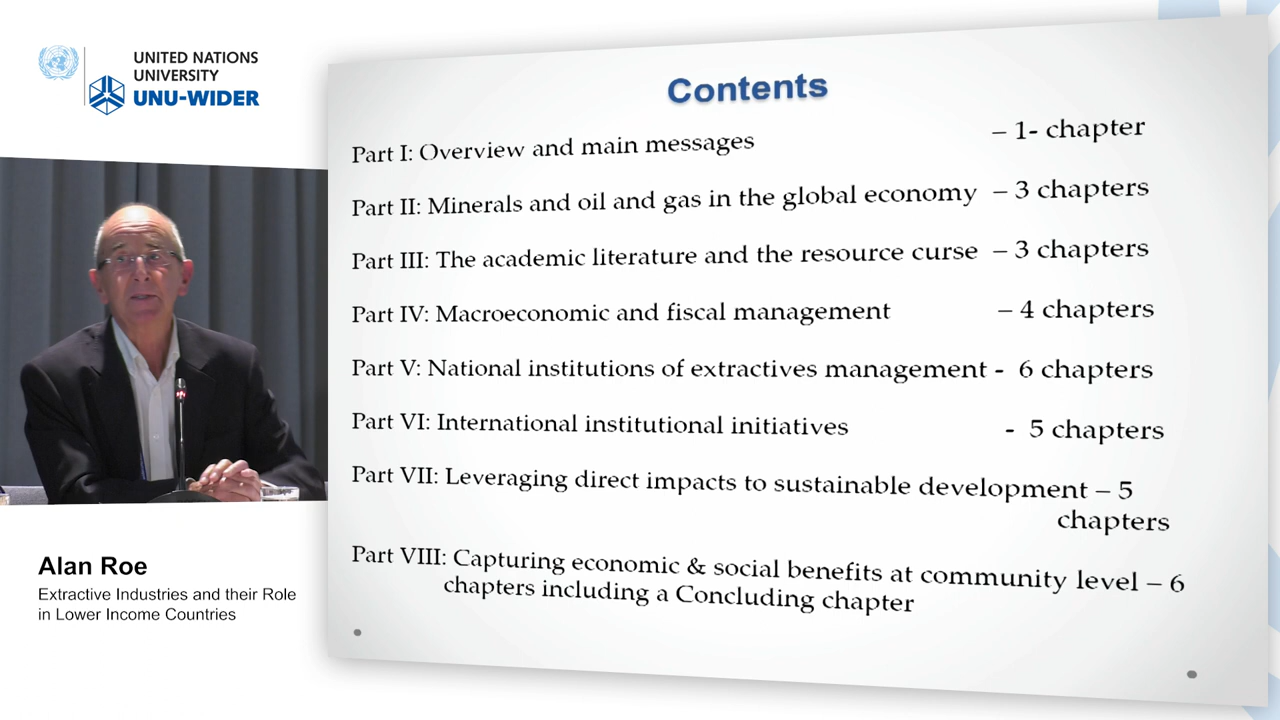 UNITED NATIONS
UNIVERSITY
UNU-WIDER
Alan Roe
Extractive Industries and their Role
in Lower Income Countries
Contents
Part I: Overview and main messages – 1- chapter
Part II: Minerals and oil and gas in the global economy – 3 chapters
Part III: The academic literature and the resource curse – 3 chapters
Part IV: Macroeconomic and fiscal management – 4 chapters
Part V: National institutions of extractives management - 6 chapters
Part VI: International institutional initiatives - 5 chapters
Part VII: Leveraging direct impacts to sustainable development – 5
chapters
Part VIII: Capturing economic & social benefits at community level – 6
chapters including a Concluding chapter